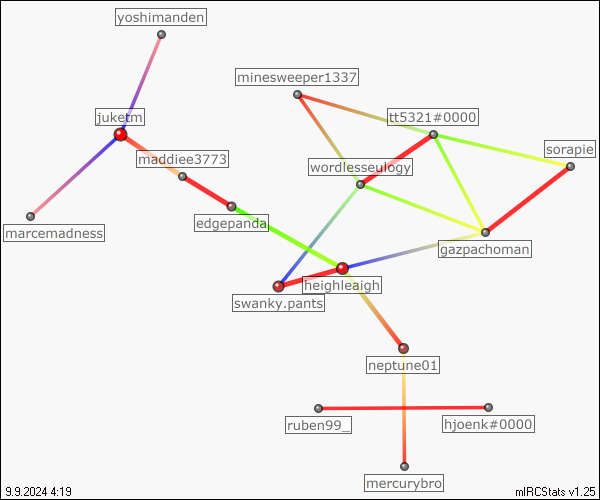 yoshimanden
minesweeper1337
juketm
tt5321#0000
maddiee3773
sorapie
wordlesseulogy
marcemadness
edgepanda
gazpachoman
heighleaigh
swanky.pants
neptune01
ruben99_
hjoenk#0000
mercurybro
9.9.2024 4:19
mIRCStats v1.25